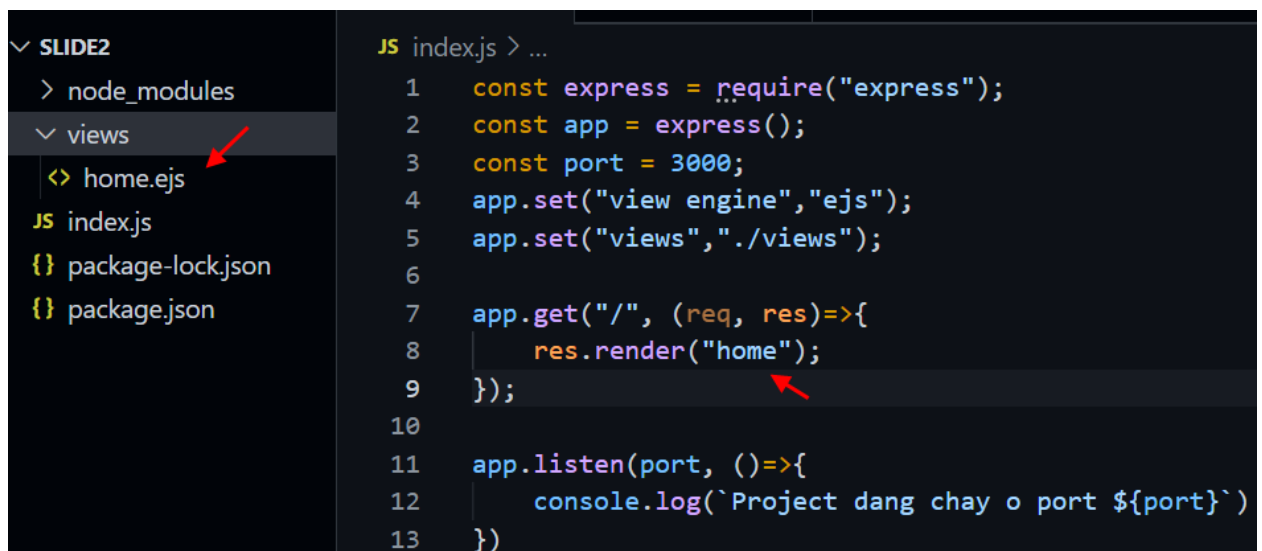 SLIDE2
node_modules
views
home.ejs
JS index.js
{} package-lock.json
{} package.json
JS index.js > ...
1 const express = require("express");
2 const app = express();
3 const port = 3000;
4 app.set("view engine","ejs");
5 app.set("views","./views");
6
7 app.get("/", (req, res)=>{
8 res.render("home");
9 });
10
11 app.listen(port, ()=>{
12 console.log(`Project dang chay o port ${port}`)
13 })